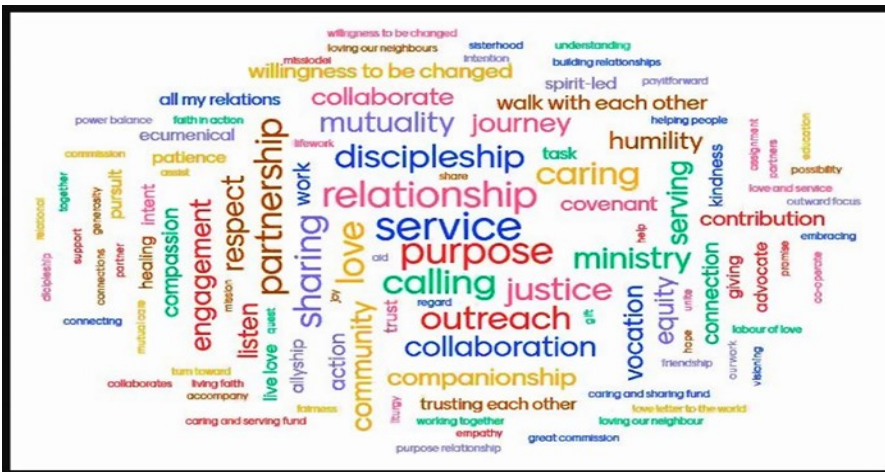 willingness to be changed
loving our neighbours
sisterhood
understanding
missiodei
intention
building relationships
willingness to be changed
spirit-led
payitforward
all my relations
collaborate
walk with each other
power balance
faith in action
mutuality
journey
helping people
ecumenical
humility
lifework
commission
patience
discipleship
task
assist
share
caring
kindness
assignment
partners
education
possibility
love and service
outward focus
relational
together
generosity
pursuit
intent
respect
partnership
work
relationship
covenant
serving
contribution
embracing
dicipleship
support
connections
partner
healing
compassion
engagement
mission
sharing
love
service
aid
purpose
help
ministry
connection
giving
advocate
promise
co-operate
calling
justice
connecting
mutual care
listen
quest
joy
trust
regard
outreach
gift
vocation
equity
unite
hope
labour of love
live love
allyship
action
community
collaboration
friendship
ourwork
visioning
turn toward
collaborates
living faith
accompany
companionship
caring and sharing fund
fairness
liturgy
trusting each other
love letter to the world
caring and serving fund
working together
loving our neighbour
empathy
great commission
purpose relationship